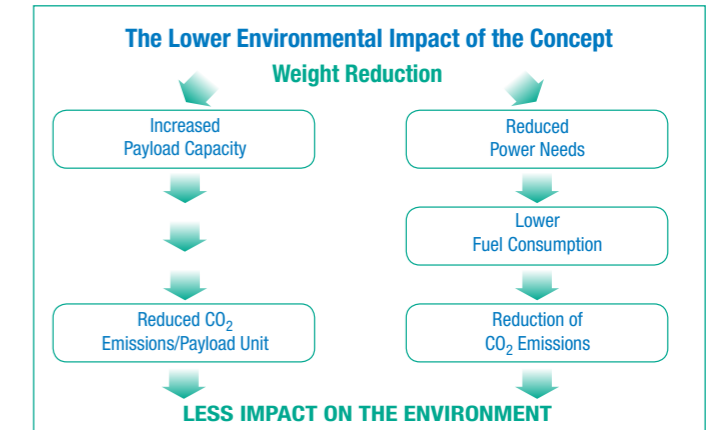 The Lower Environmental Impact of the Concept
Weight Reduction
Increased
Payload Capacity
Reduced
Power Needs
Lower
Fuel Consumption
Reduced CO₂
Emissions/Payload Unit
Reduction of
CO₂ Emissions
LESS IMPACT ON THE ENVIRONMENT